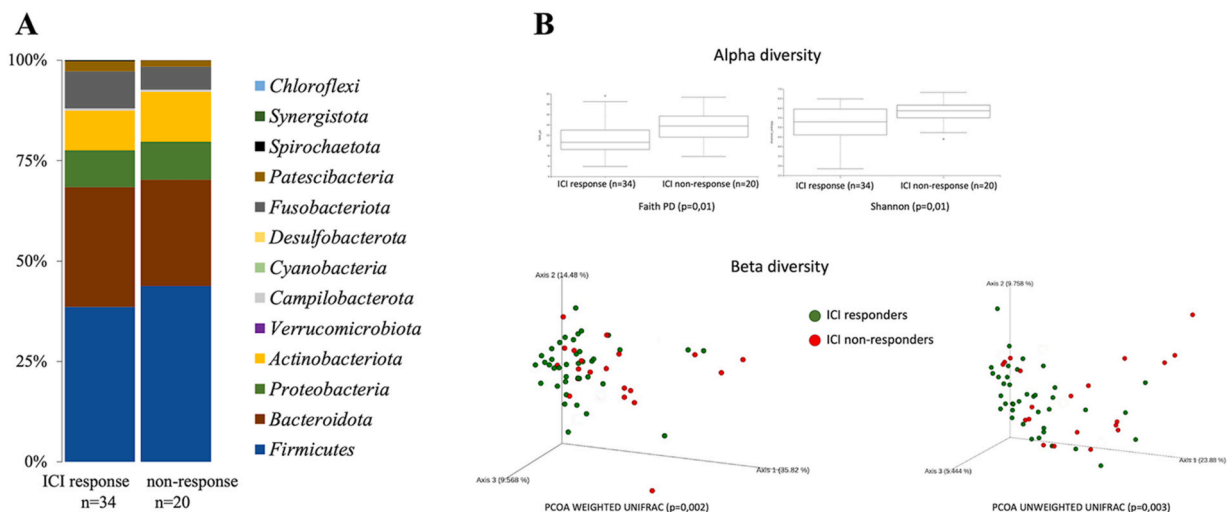 A
100%
75%
50%
25%
0%
ICI response
n=34
non-response
n=20
Chloroflexi
Synergistota
Spirochaetota
Patescibacteria
Fusobacteriota
Desulfobacterota
Cyanobacteria
Campilobacterota
Verrucomicrobiota
Actinobacteriota
Proteobacteria
Bacteroidota
Firmicutes
B
Alpha diversity
ICI response (n=34)
ICI non-response (n=20)
Faith PD (p=0,01)
ICI response (n=34)
ICI non-response (n=20)
Shannon (p=0,01)
Beta diversity
Axis 2 (14.48 %)
Axis 1 (35.82 %)
Axis 3 (9.568 %)
PCOA WEIGHTED UNIFRAC (p=0,002)
ICI responders
ICI non-responders
Axis 2 (9.758 %)
Axis 1 (23.88 %)
Axis 3 (9.444 %)
PCOA UNWEIGHTED UNIFRAC (p=0,003)